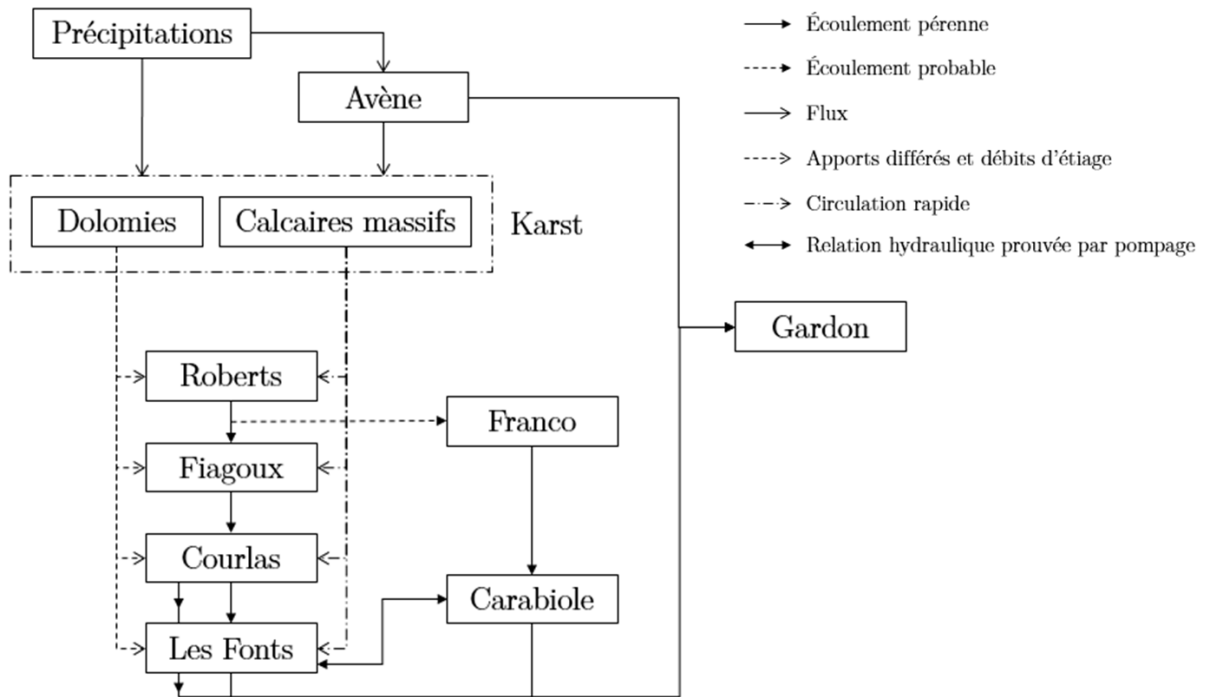 Précipitations
Avène
Dolomies
Calcaires massifs
Karst
Roberts
Fiagoux
Courlas
Les Fonts
Franco
Carabiole
Gardon
Écoulement pérenne
Écoulement probable
Flux
Apports différés et débits d'étiage
Circulation rapide
Relation hydraulique prouvée par pompage